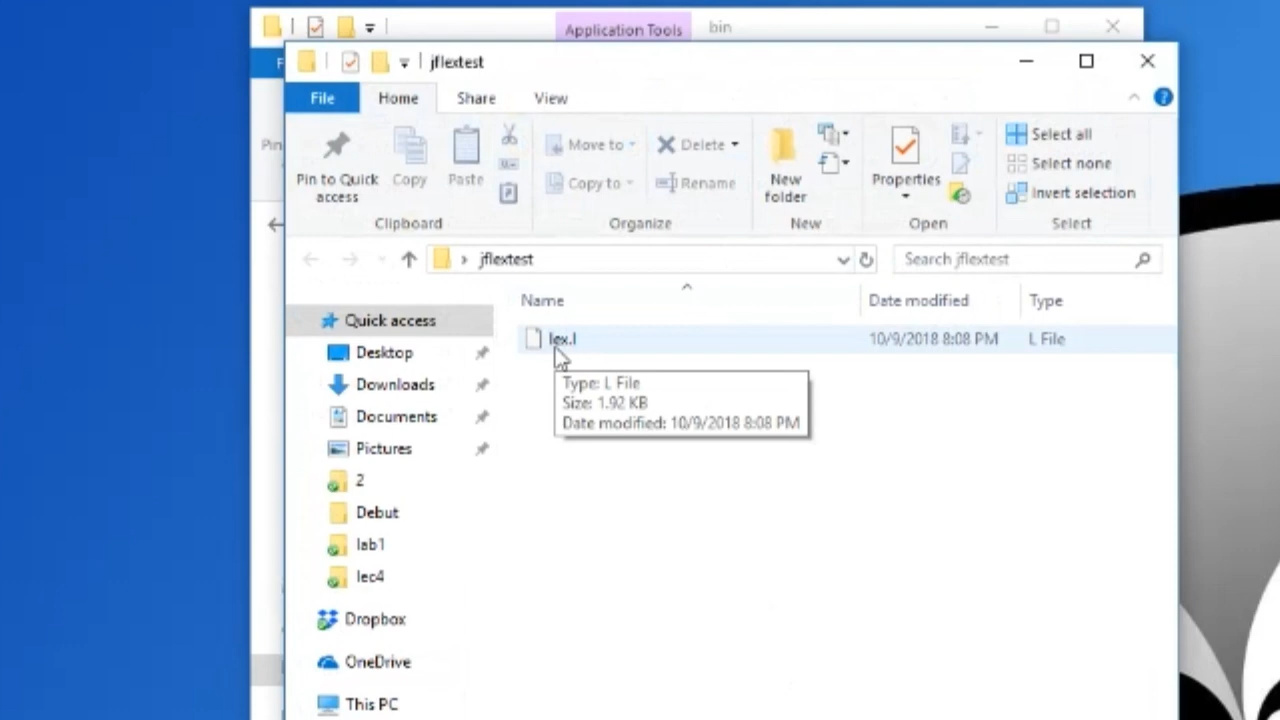 Application Tools bin
jflextest
File Home Share View
Pin to Quick access
Copy
Paste
Clipboard
Move to
Copy to
Delete
Rename
Organize
New folder
New
Properties
Open
Select all
Select none
Invert selection
Select
jflextest
Search jflextest
Name Date modified Type
lex.l 10/9/2018 8:08 PM L File
Type: L File
Size: 1.92 KB
Date modified: 10/9/2018 8:08 PM
Quick access
Desktop
Downloads
Documents
Pictures
2
Debut
lab1
lec4
Dropbox
OneDrive
This PC